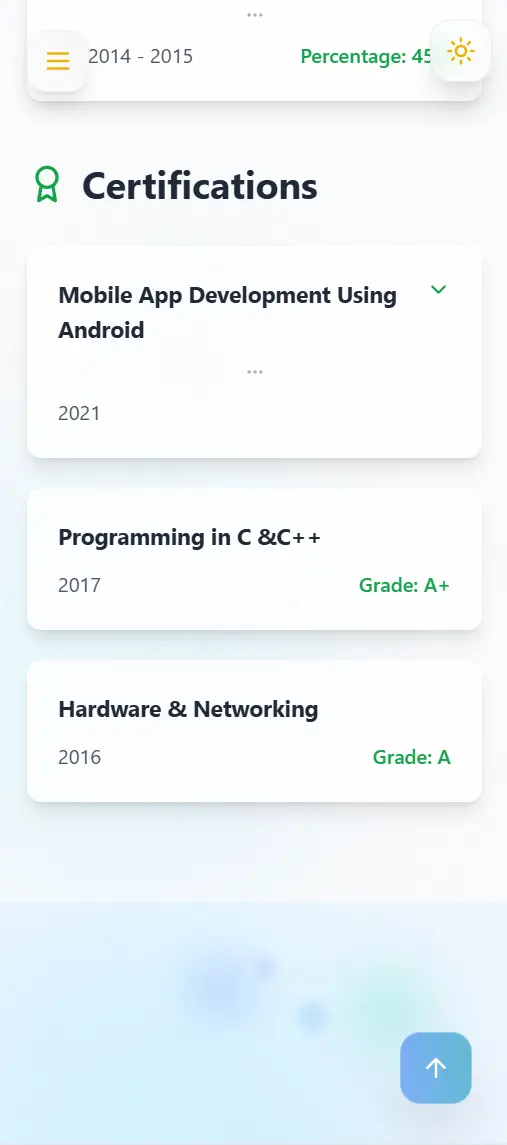 ...
2014 - 2015
Percentage: 45
Certifications
Mobile App Development Using
Android
...
2021
Programming in C &C++
2017
Grade: A+
Hardware & Networking
2016
Grade: A